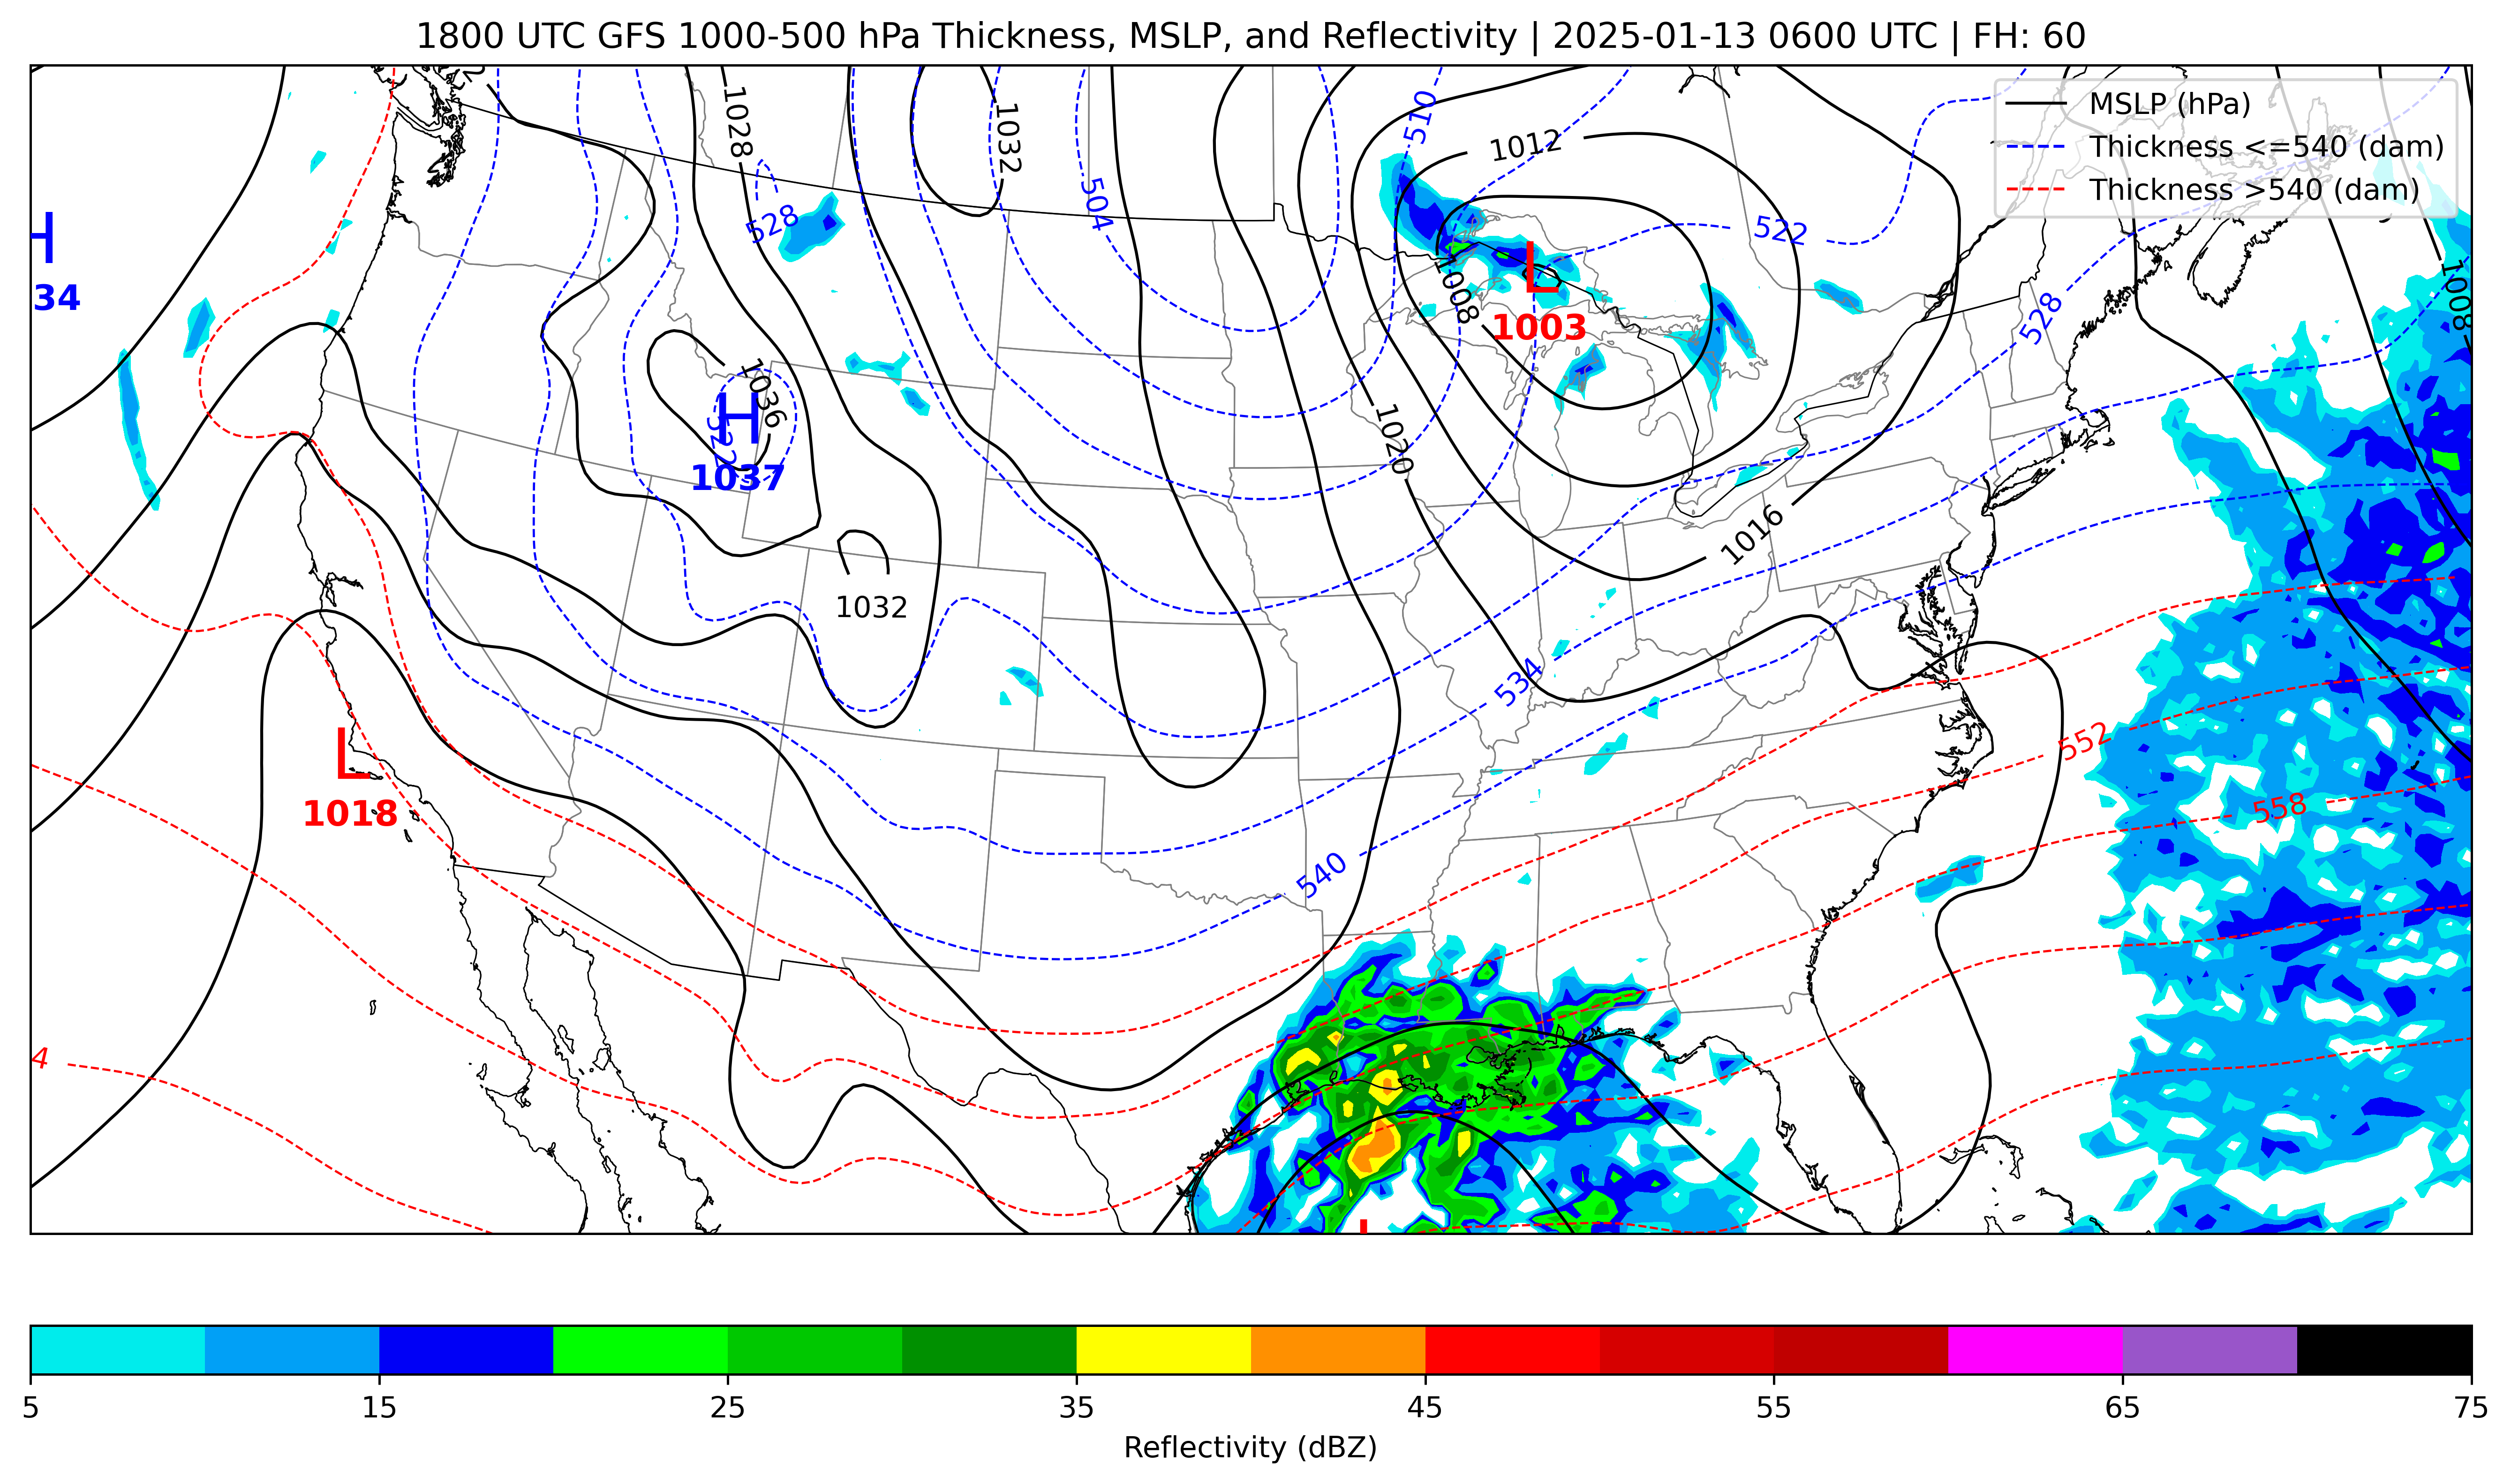 1800 UTC GFS 1000-500 hPa Thickness, MSLP, and Reflectivity | 2025-01-13 0600 UTC | FH: 60
MSLP (hPa)
Thickness <=540 (dam)
Thickness >540 (dam)
1028
1032
510
1012
504
528
522
H
34
L
1003
1008
1008
528
1036
522
H
1037
1020
1016
1032
534
552
558
L
1018
540
4
5 15 25 35 45 55 65 75
Reflectivity (dBZ)